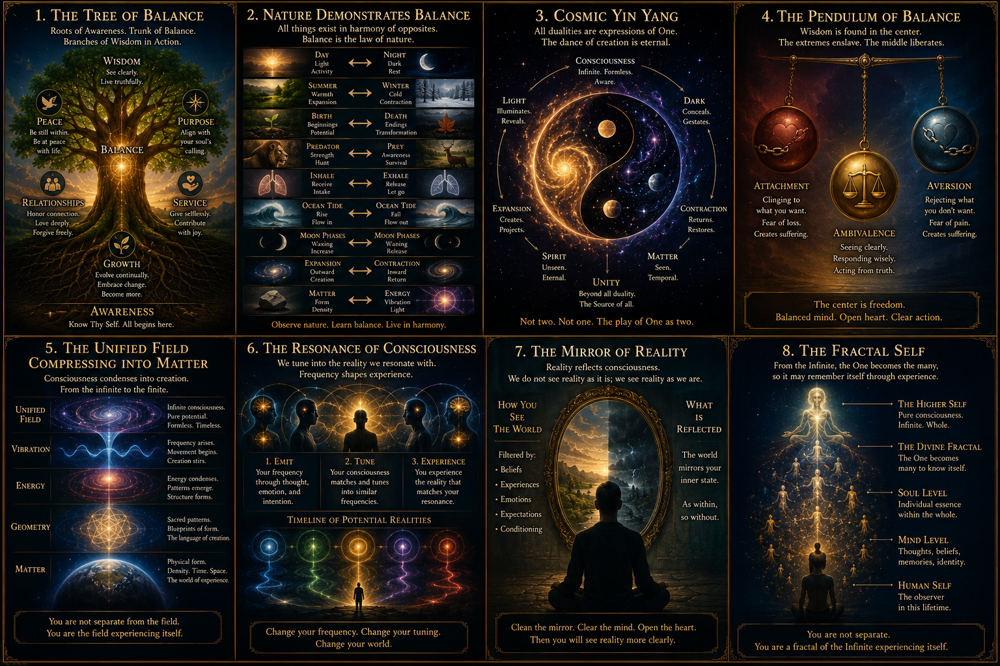 1. The Tree of Balance
Roots of Awareness. Trunk of Balance.
Branches of Wisdom in Action.
Wisdom
See clearly.
Live truthfully.
Peace
Be still within.
Be at peace
with life.
Purpose
Align with
your soul's
calling.
Balance
Relationships
Honor connection.
Love deeply.
Forgive freely.
Service
Give selflessly.
Contribute
with joy.
Growth
Evolve continually.
Embrace change.
Become more.
Awareness
Know Thy Self. All begins here.
2. Nature Demonstrates Balance
All things exist in harmony of opposites.
Balance is the law of nature.
Day
Light
Activity
Night
Dark
Rest
Summer
Warmth
Expansion
Winter
Cold
Contraction
Birth
Beginnings
Potential
Death
Endings
Transformation
Predator
Strength
Hunt
Prey
Awareness
Survival
Inhale
Receive
Intake
Exhale
Release
Let go
Ocean Tide
Rise
Flow in
Ocean Tide
Fall
Flow out
Moon Phases
Waxing
Increase
Moon Phases
Waning
Release
Expansion
Outward
Creation
Contraction
Inward
Return
Matter
Form
Density
Energy
Vibration
Light
Observe nature. Learn balance. Live in harmony.
3. Cosmic Yin Yang
All dualities are expressions of One.
The dance of creation is eternal.
Consciousness
Infinite. Formless.
Aware.
Light
Illuminates.
Reveals.
Dark
Conceals.
Gestates.
Expansion
Creates.
Projects.
Contraction
Returns.
Restores.
Spirit
Unseen.
Eternal.
Matter
Seen.
Temporal.
Unity
Beyond all duality.
The Source of all.
Not two. Not one. The play of One as two.
4. The Pendulum of Balance
Wisdom is found in the center.
The extremes enslave. The middle liberates.
Attachment
Clinging to
what you want.
Fear of loss.
Creates suffering.
Ambivalence
Seeing clearly.
Responding wisely.
Acting from truth.
Aversion
Rejecting what
you don't want.
Fear of pain.
Creates suffering.
The center is freedom.
Balanced mind. Open heart. Clear action.
5. The Unified Field
Compressing into Matter
Consciousness condenses into creation.
From the infinite to the finite.
Unified
Field
Infinite consciousness.
Pure potential.
Formless. Timeless.
Vibration
Frequency arises.
Movement begins.
Creation stirs.
Energy
Energy condenses.
Patterns emerge.
Structure forms.
Geometry
Sacred patterns.
Blueprints of form.
The language of creation.
Matter
Physical form.
Density. Time. Space.
The world of experience.
You are not separate from the field.
You are the field experiencing itself.
6. The Resonance of Consciousness
We tune into the reality we resonate with.
Frequency shapes experience.
1. Emit
Your frequency
through thought,
emotion, and
intention.
2. Tune
Your consciousness
matches and tunes
into similar
frequencies.
3. Experience
You experience
the reality that
matches your
resonance.
Timeline of Potential Realities
Change your frequency. Change your tuning.
Change your world.
7. The Mirror of Reality
Reality reflects consciousness.
We do not see reality as it is; we see reality as we are.
How You
See
The World
Filtered by:
• Beliefs
• Experiences
• Emotions
• Expectations
• Conditioning
What
is
Reflected
The world
mirrors your
inner state.
As within,
so without.
Clean the mirror. Clear the mind. Open the heart.
Then you will see reality more clearly.
8. The Fractal Self
From the Infinite, the One becomes the many,
so it may remember itself through experience.
The Higher Self
Pure consciousness.
Infinite. Whole.
The Divine Fractal
The One becomes
many to know itself.
Soul Level
Individual essence
within the whole.
Mind Level
Thoughts, beliefs,
memories, identity.
Human Self
The observer
in this lifetime.
You are not separate.
You are a fractal of the Infinite experiencing itself.